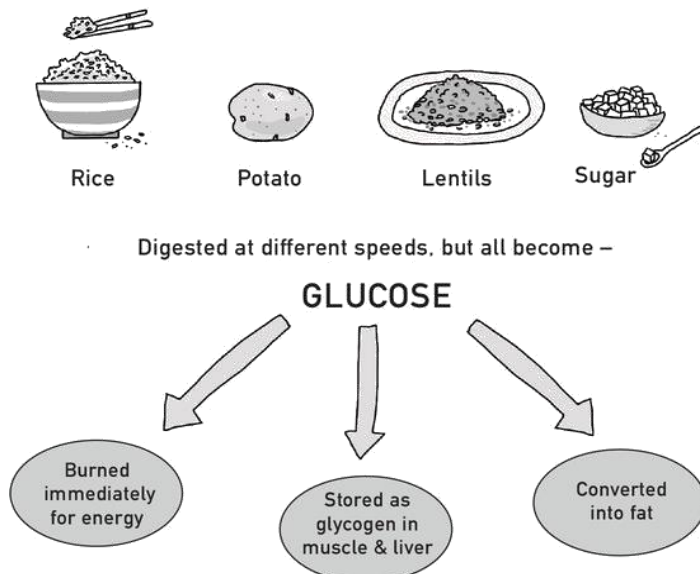 Rice
Potato
Lentils
Sugar
Digested at different speeds, but all become –
GLUCOSE
Burned
immediately
for energy
Stored as
glycogen in
muscle & liver
Converted
into fat